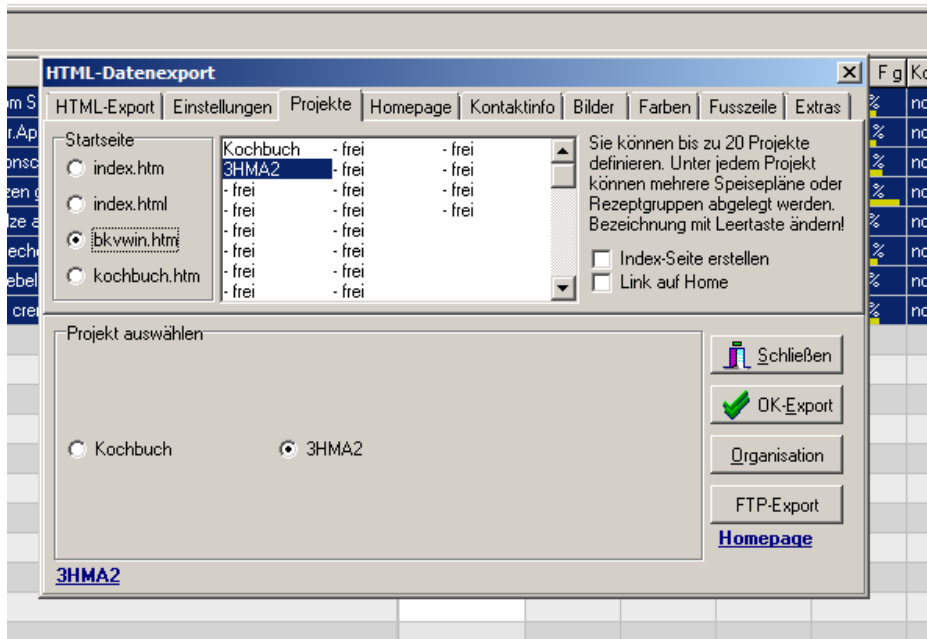 HTML-Datenexport
F g
HTML-Export Einstellungen Projekte Homepage Kontaktinfo Bilder Farben Fusszeile Extras
Startseite
index.htm
index.html
bkvwin.htm
kochbuch.htm
Kochbuch - frei - frei
3HMA2 - frei - frei
- frei - frei - frei
- frei - frei - frei
- frei - frei
- frei - frei
- frei - frei
- frei - frei
Sie können bis zu 20 Projekte
definieren. Unter jedem Projekt
können mehrere Speisepläne oder
Rezeptgruppen abgelegt werden.
Bezeichnung mit Leertaste ändern!
Index-Seite erstellen
Link auf Home
Projekt auswählen
Kochbuch 3HMA2
Schließen
OK-Export
Organisation
FTP-Export
Homepage
3HMA2